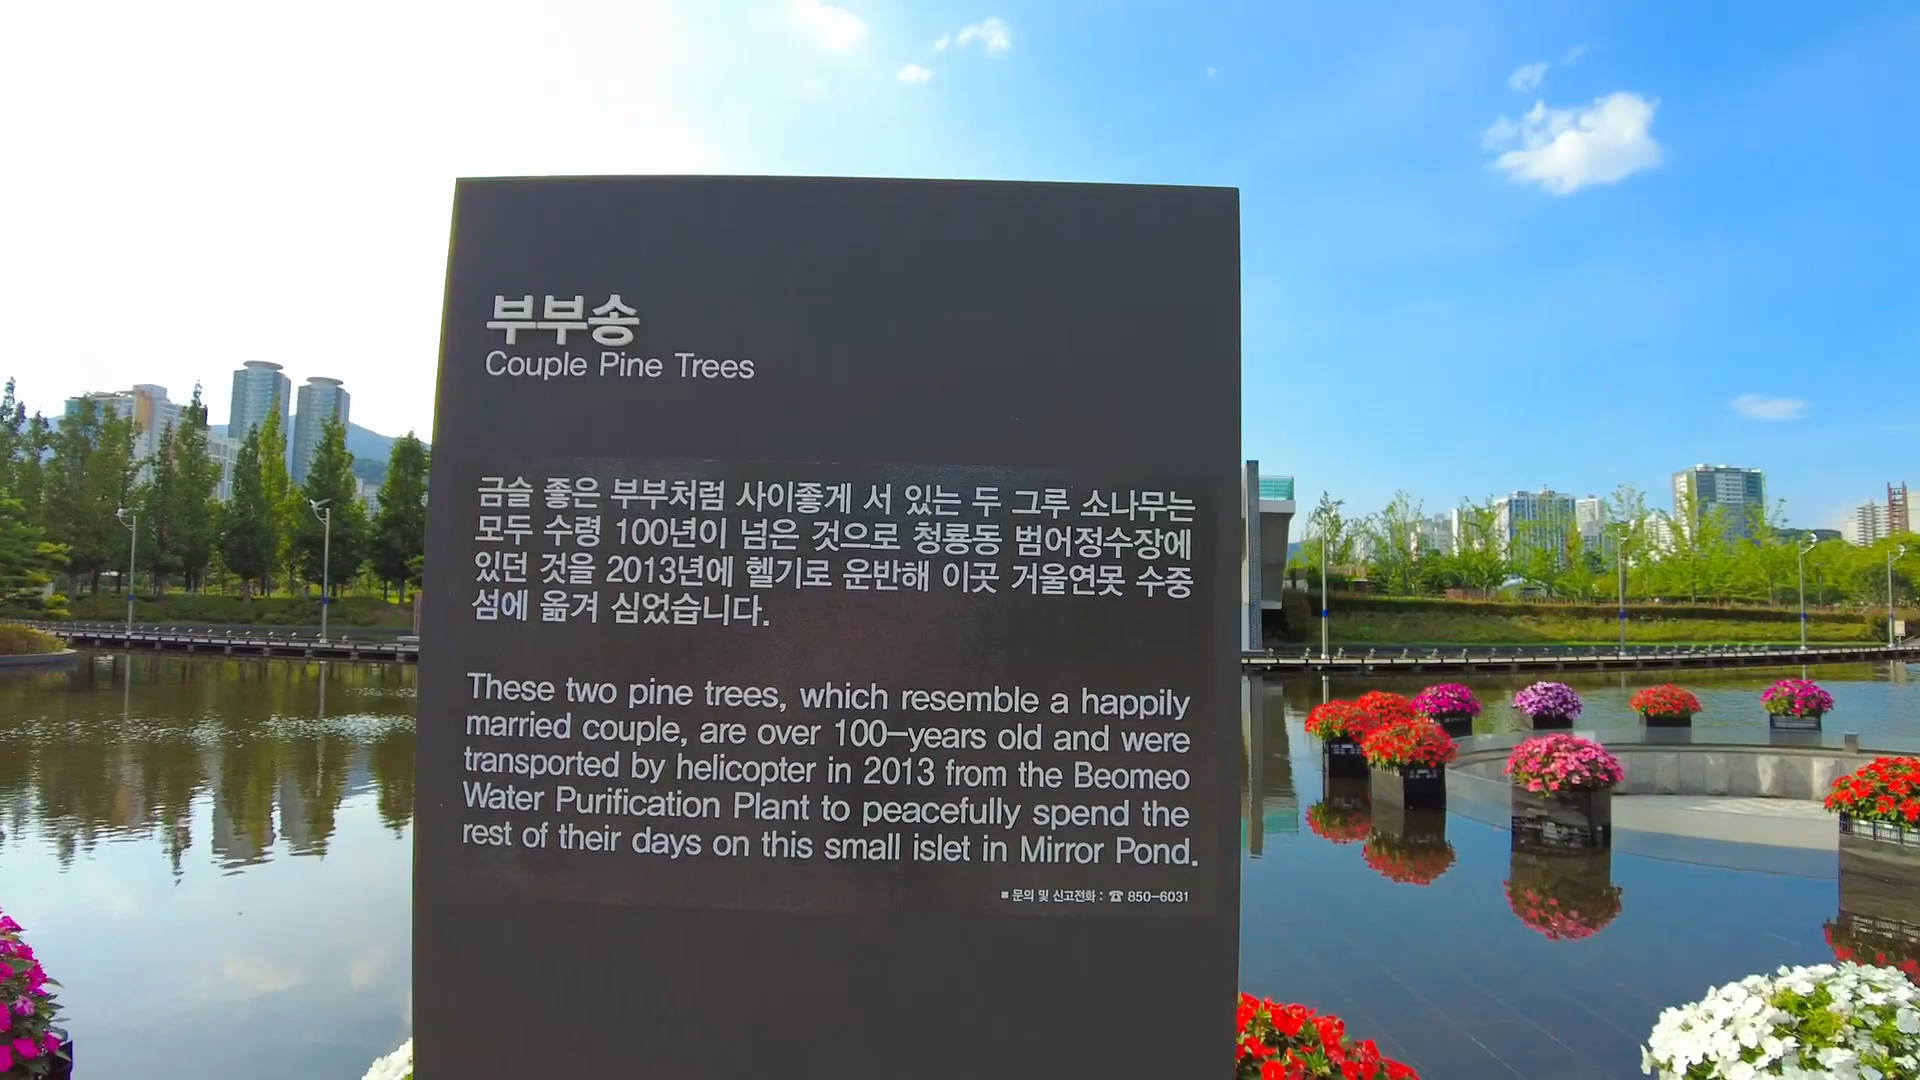 부부송
Couple Pine Trees
금슬 좋은 부부처럼 사이좋게 서 있는 두 그루 소나무는
모두 수령 100년이 넘은 것으로 청룡동 범어정수장에
있던 것을 2013년에 헬기로 운반해 이곳 거울연못 수중
섬에 옮겨 심었습니다.
These two pine trees, which resemble a happily
married couple, are over 100-years old and were
transported by helicopter in 2013 from the Beomeo
Water Purification Plant to peacefully spend the
rest of their days on this small islet in Mirror Pond.
■ 문의 및 신고전화 : ☎ 850-6031